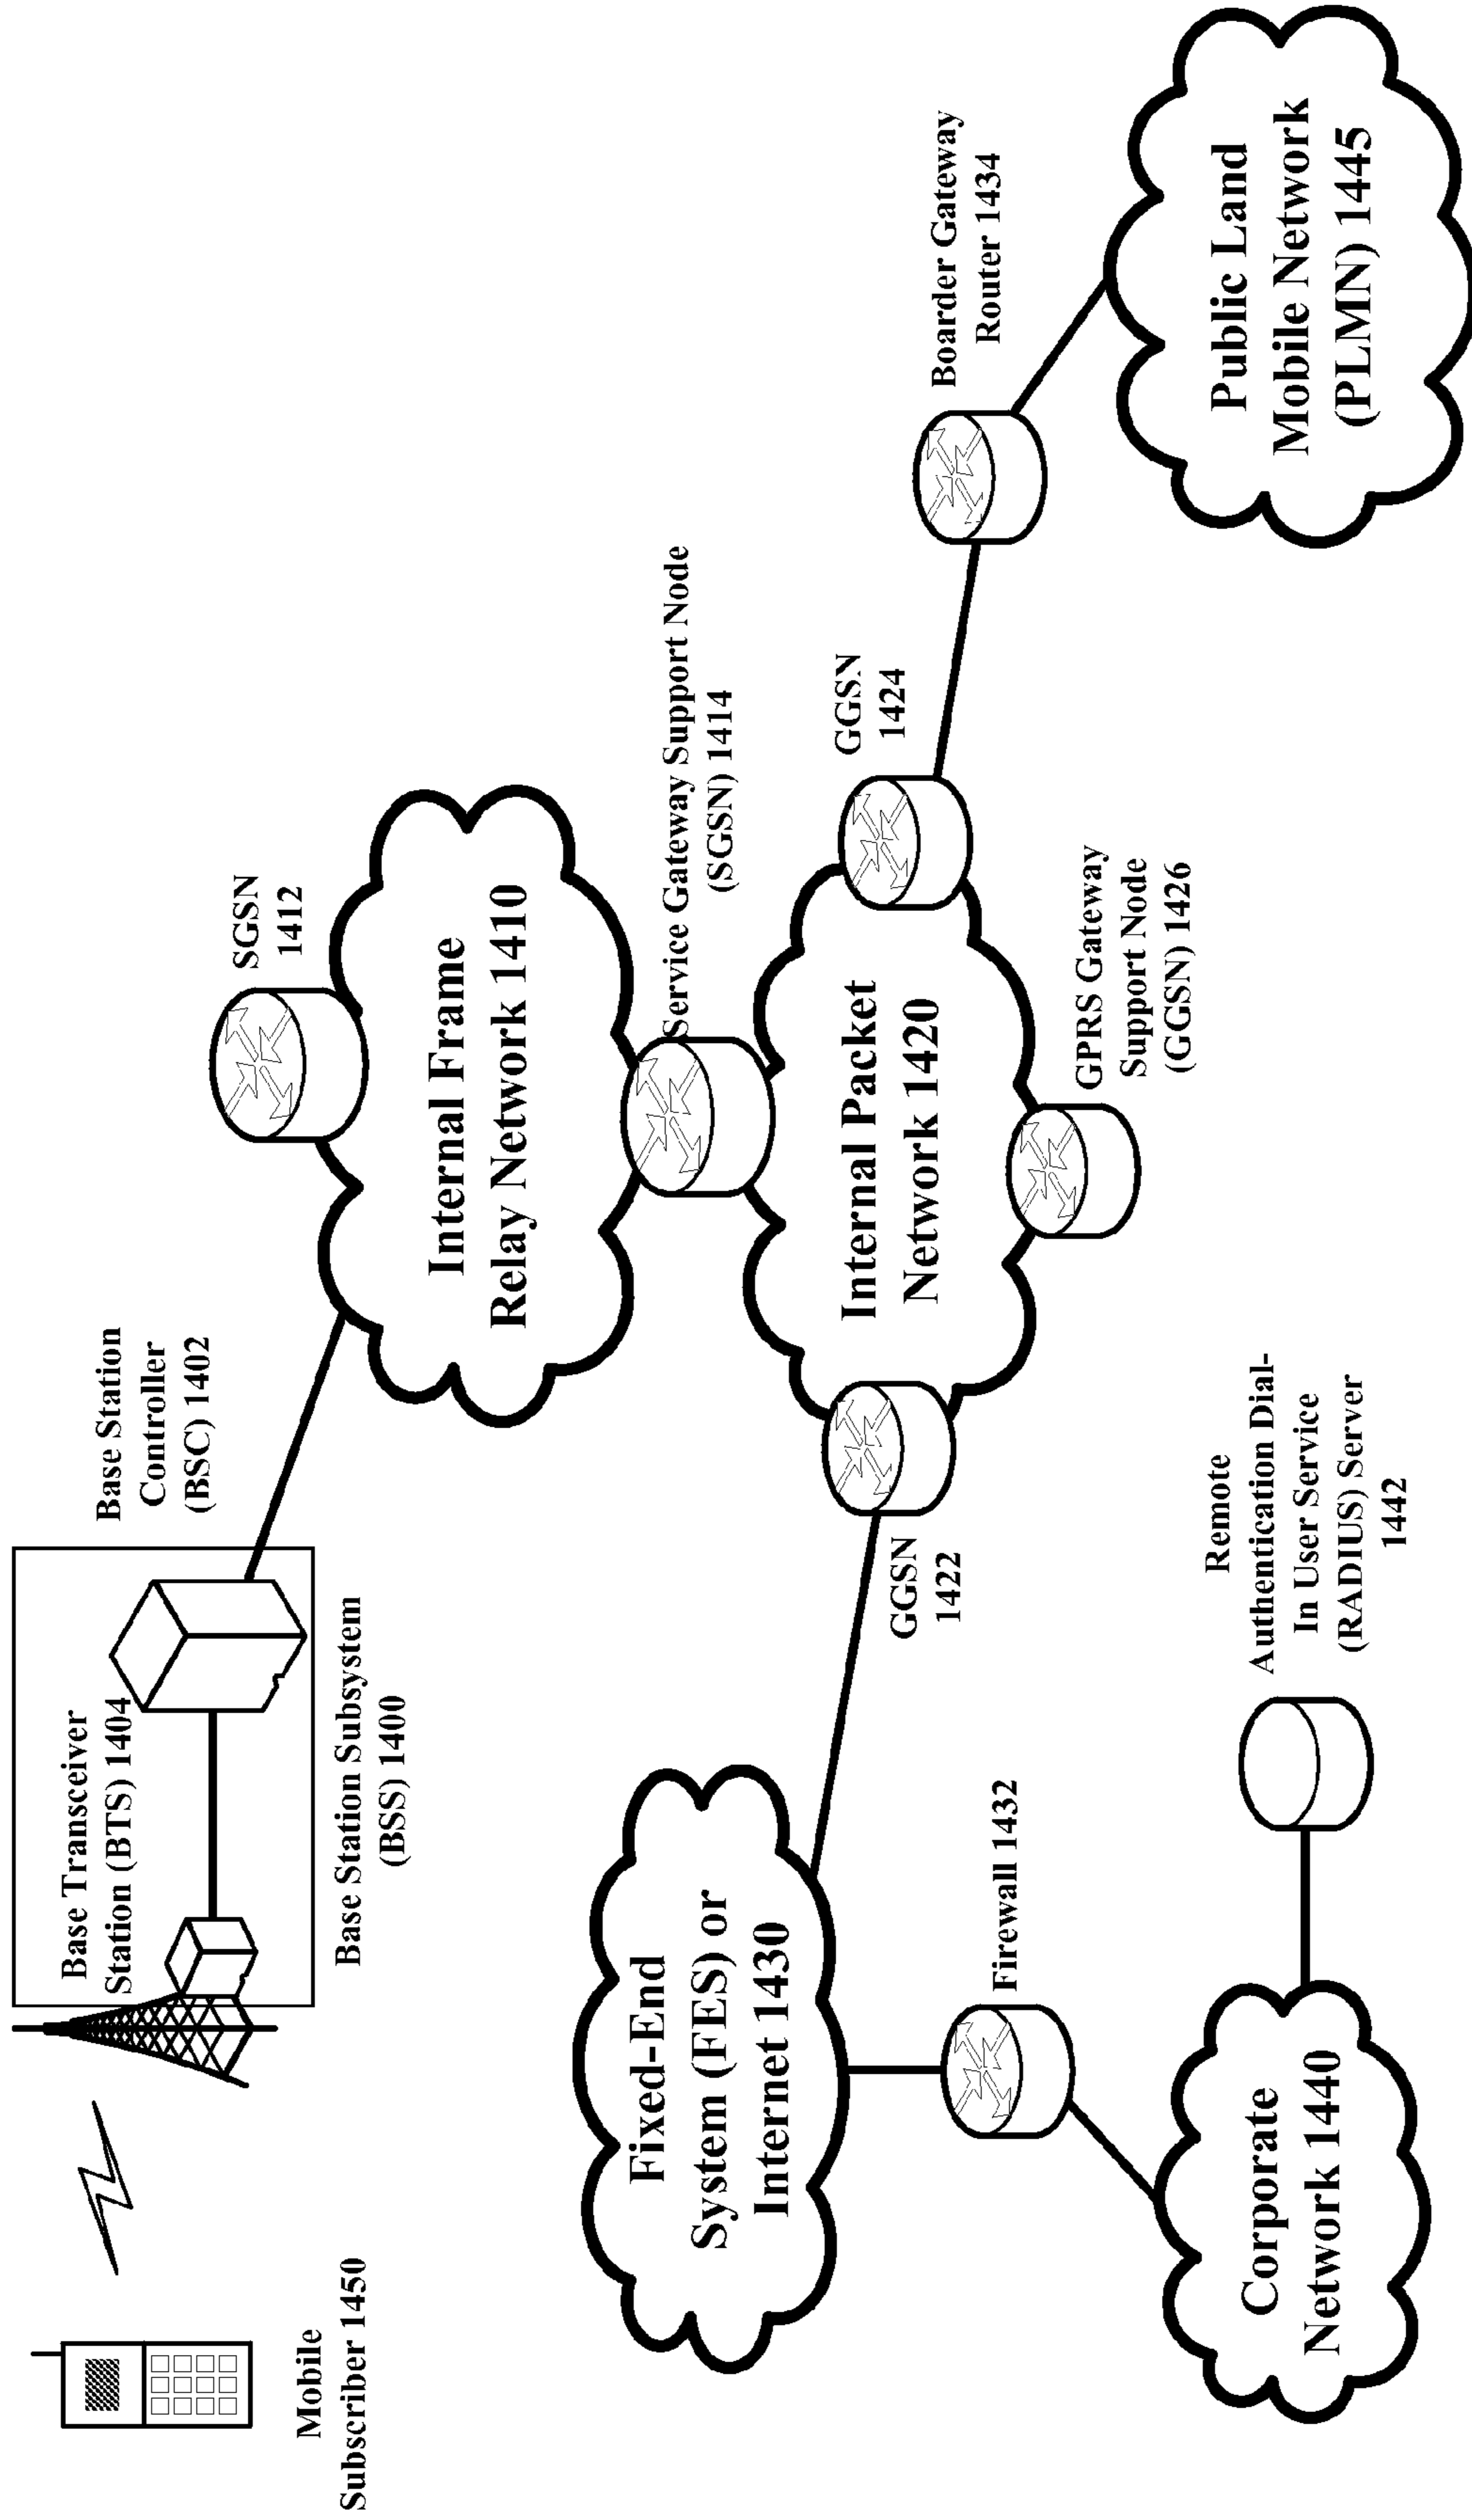 Mobile
Subscriber 1450
Base Transceiver
Station (BTS) 1404
Base Station Subsystem
(BSS) 1400
Base Station
Controller
(BSC) 1402
SGSN
1412
Internal Frame
Relay Network 1410
Service Gateway Support Node
(SGSN) 1414
Fixed-End
System (FES) or
Internet 1430
GGSN
1422
Internal Packet
Network 1420
GGSN
1424
Boarder Gateway
Router 1434
Firewall 1432
GPRS Gateway
Support Node
(GGSN) 1426
Corporate
Network 1440
Remote
Authentication Dial-
In User Service
(RADIUS) Server
1442
Public Land
Mobile Network
(PLMN) 1445